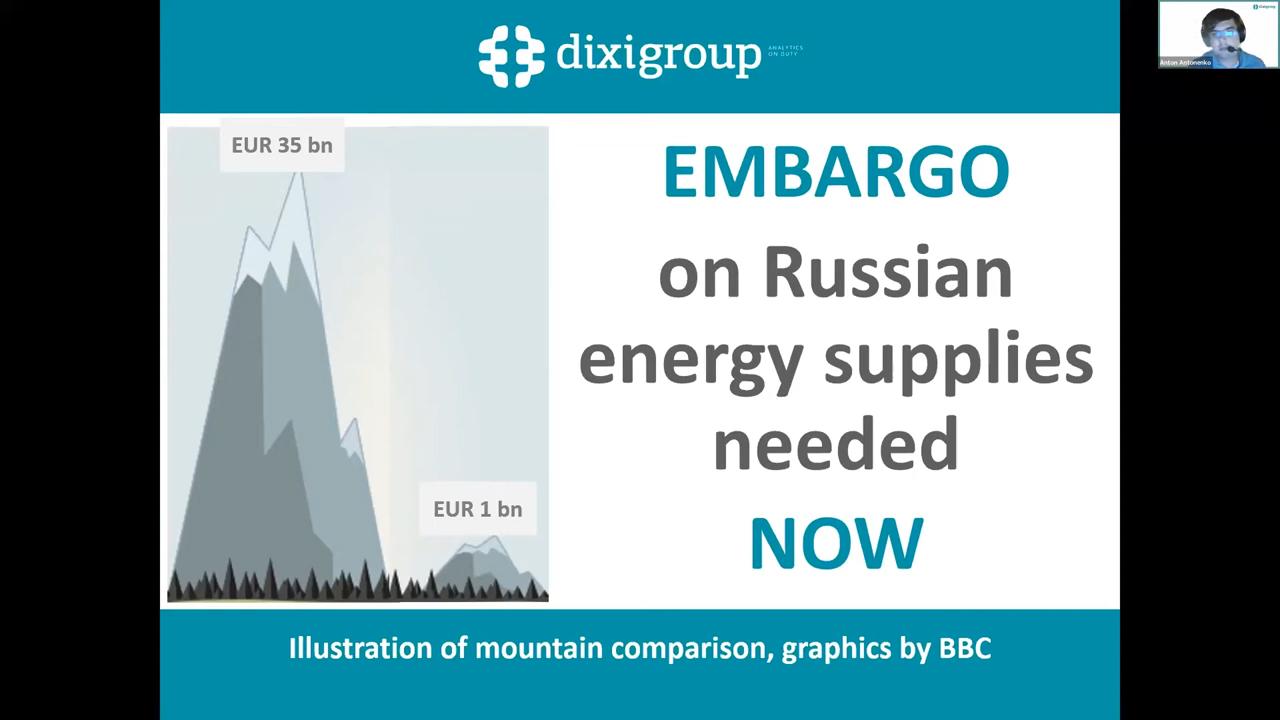 dixigroup
ANALYTICS
ON DUTY
dixigroup
Anton Antonenko
EUR 35 bn
EMBARGO
on Russian
energy supplies
needed
NOW
EUR 1 bn
Illustration of mountain comparison, graphics by BBC